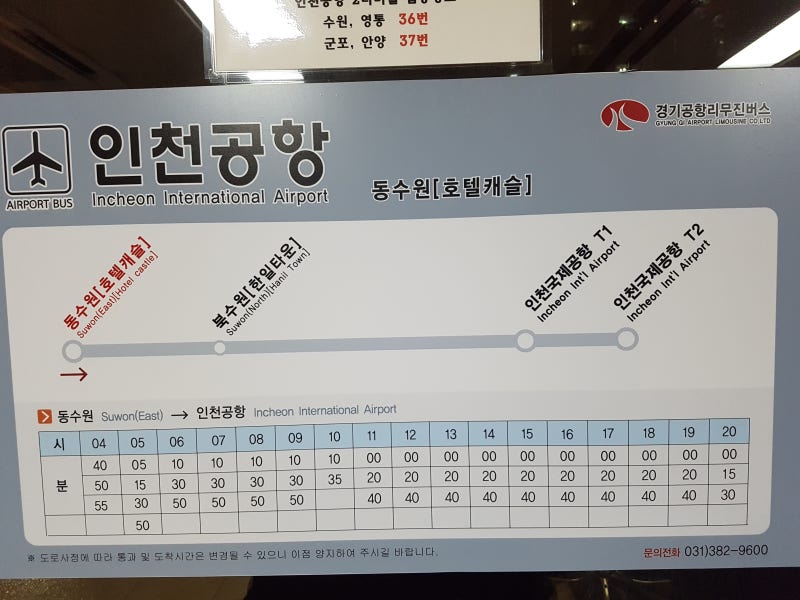 수원, 영통 36번
군포, 안양 37번
경기공항리무진버스
GYUNG GI AIRPORT LIMOUSINE CO LTD
AIRPORT BUS
인천공항
Incheon International Airport
동수원[호텔캐슬]
동수원[호텔캐슬]
Suwon(East)[Hotel castle]
북수원[한일타운]
Suwon(North)[Hanil Town]
인천국제공항 T1
Incheon Int'l Airport
인천국제공항 T2
Incheon Int'l Airport
동수원 Suwon(East) → 인천공항 Incheon International Airport
시 04 05 06 07 08 09 10 11 12 13 14 15 16 17 18 19 20
분
40 05 10 10 10 10 10 00 00 00 00 00 00 00 00 00 00
50 15 30 30 30 30 35 20 20 20 20 20 20 20 20 20 15
55 30 50 50 50 50 40 40 40 40 40 40 40 40 40 30
50
※ 도로사정에 따라 통과 및 도착시간은 변경될 수 있으니 이점 양지하여 주시길 바랍니다.
문의전화 031)382-9600